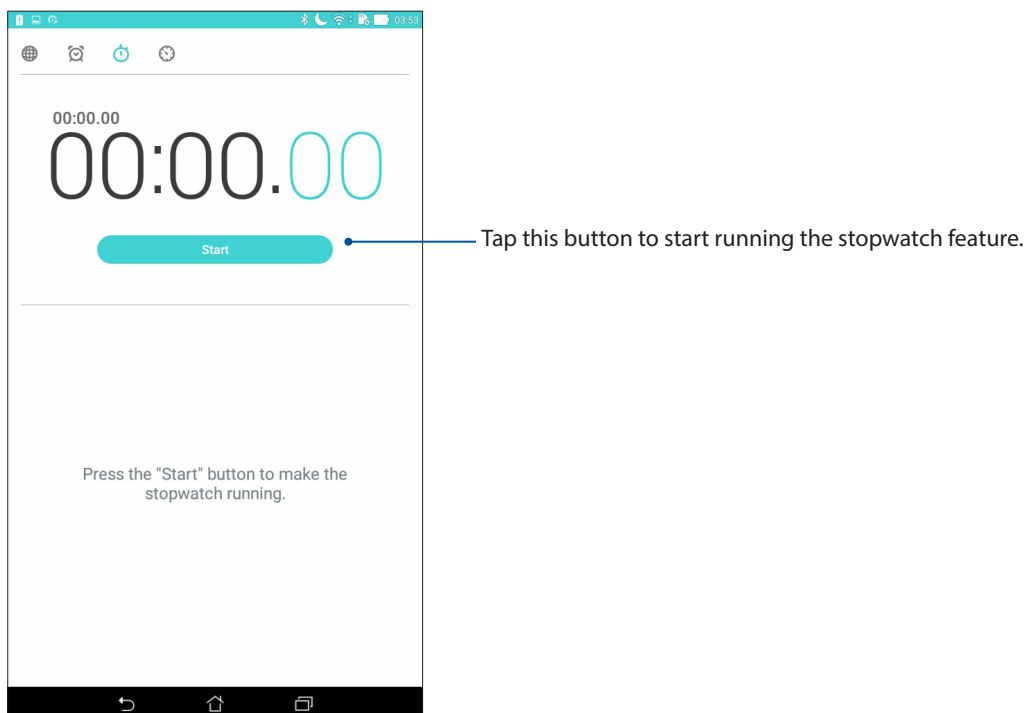 03:53
00:00.00
00:00.00
Start
Tap this button to start running the stopwatch feature.
Press the "Start" button to make the
stopwatch running.